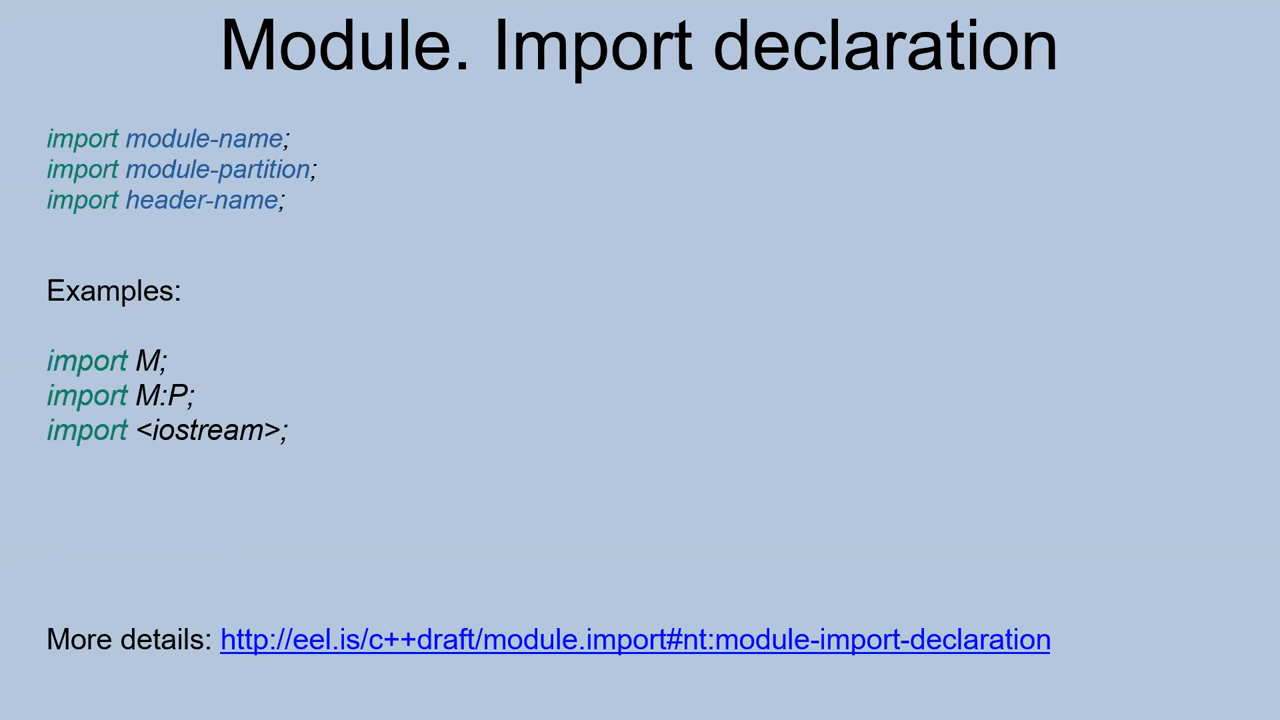 Module. Import declaration
import module-name;
import module-partition;
import header-name;
Examples:
import M;
import M:P;
import <iostream>;
More details: http://eel.is/c++draft/module.import#nt:module-import-declaration